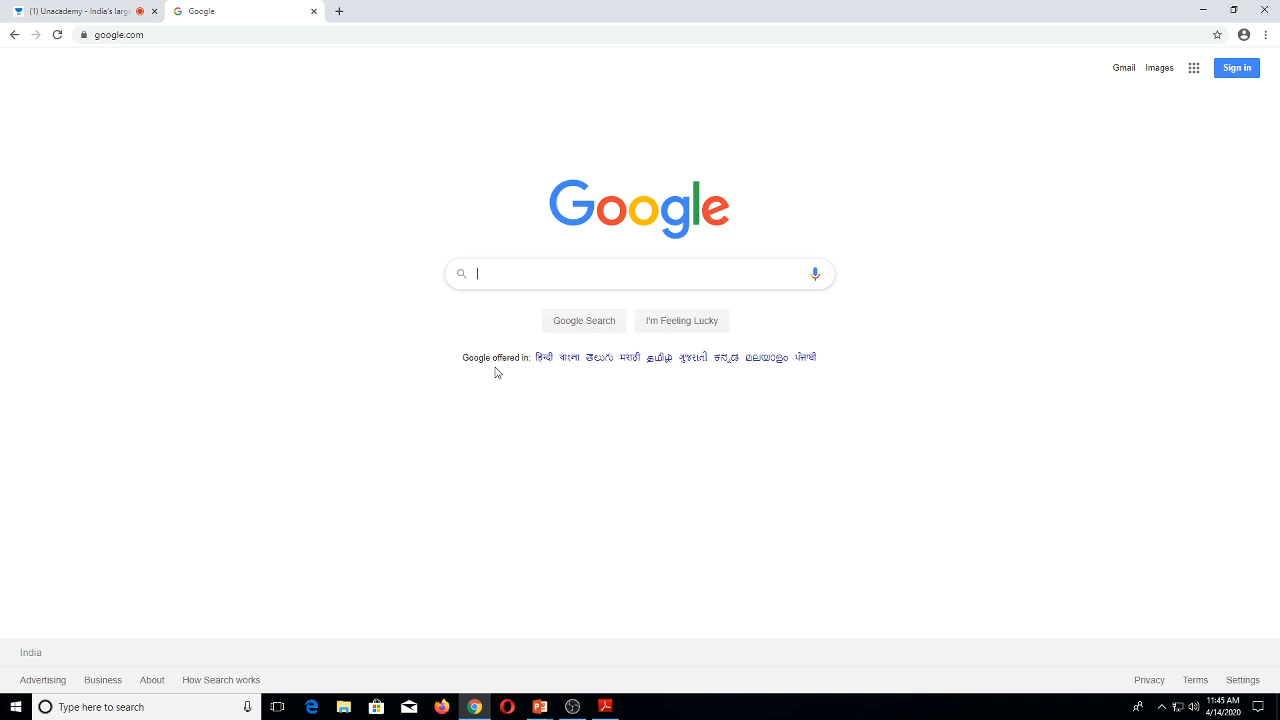 (1) Unacademy - India's larg
Google
google.com
Gmail Images Sign in
Google
Google Search I'm Feeling Lucky
Google offered in: हिन्दी বাংলা తెలుగు मराठी தமிழ் ગુજરાતી ಕನ್ನಡ മലയാളം ਪੰਜਾਬੀ
India
Advertising Business About How Search works
Privacy Terms Settings
Type here to search
11:45 AM
4/14/2020